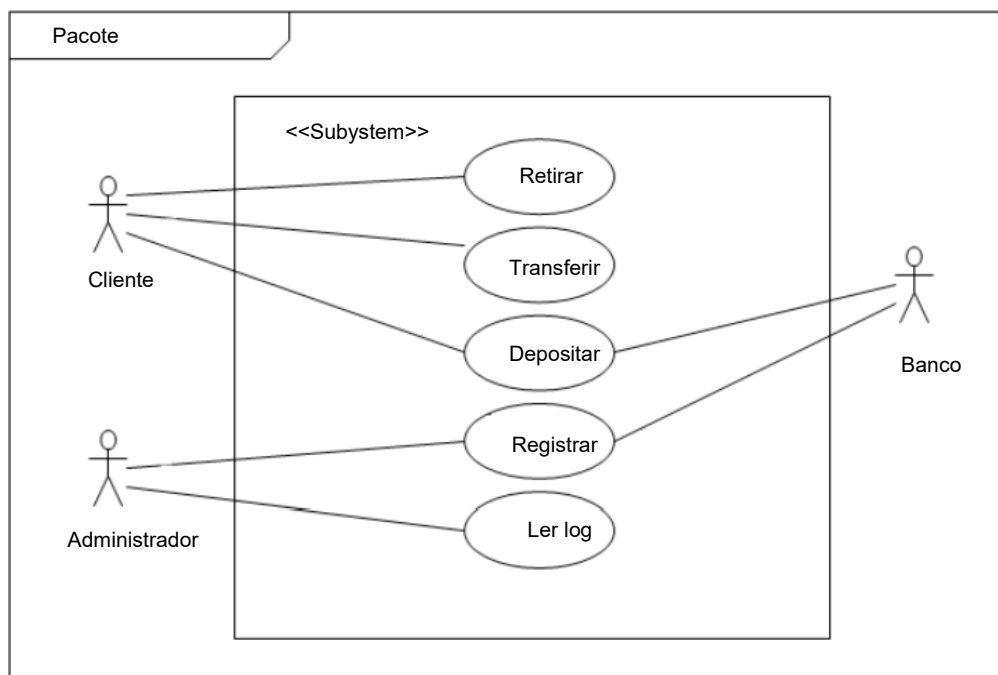 Pacote
<<Subystem>>
Retirar
Transferir
Cliente
Depositar
Banco
Registrar
Ler log
Administrador